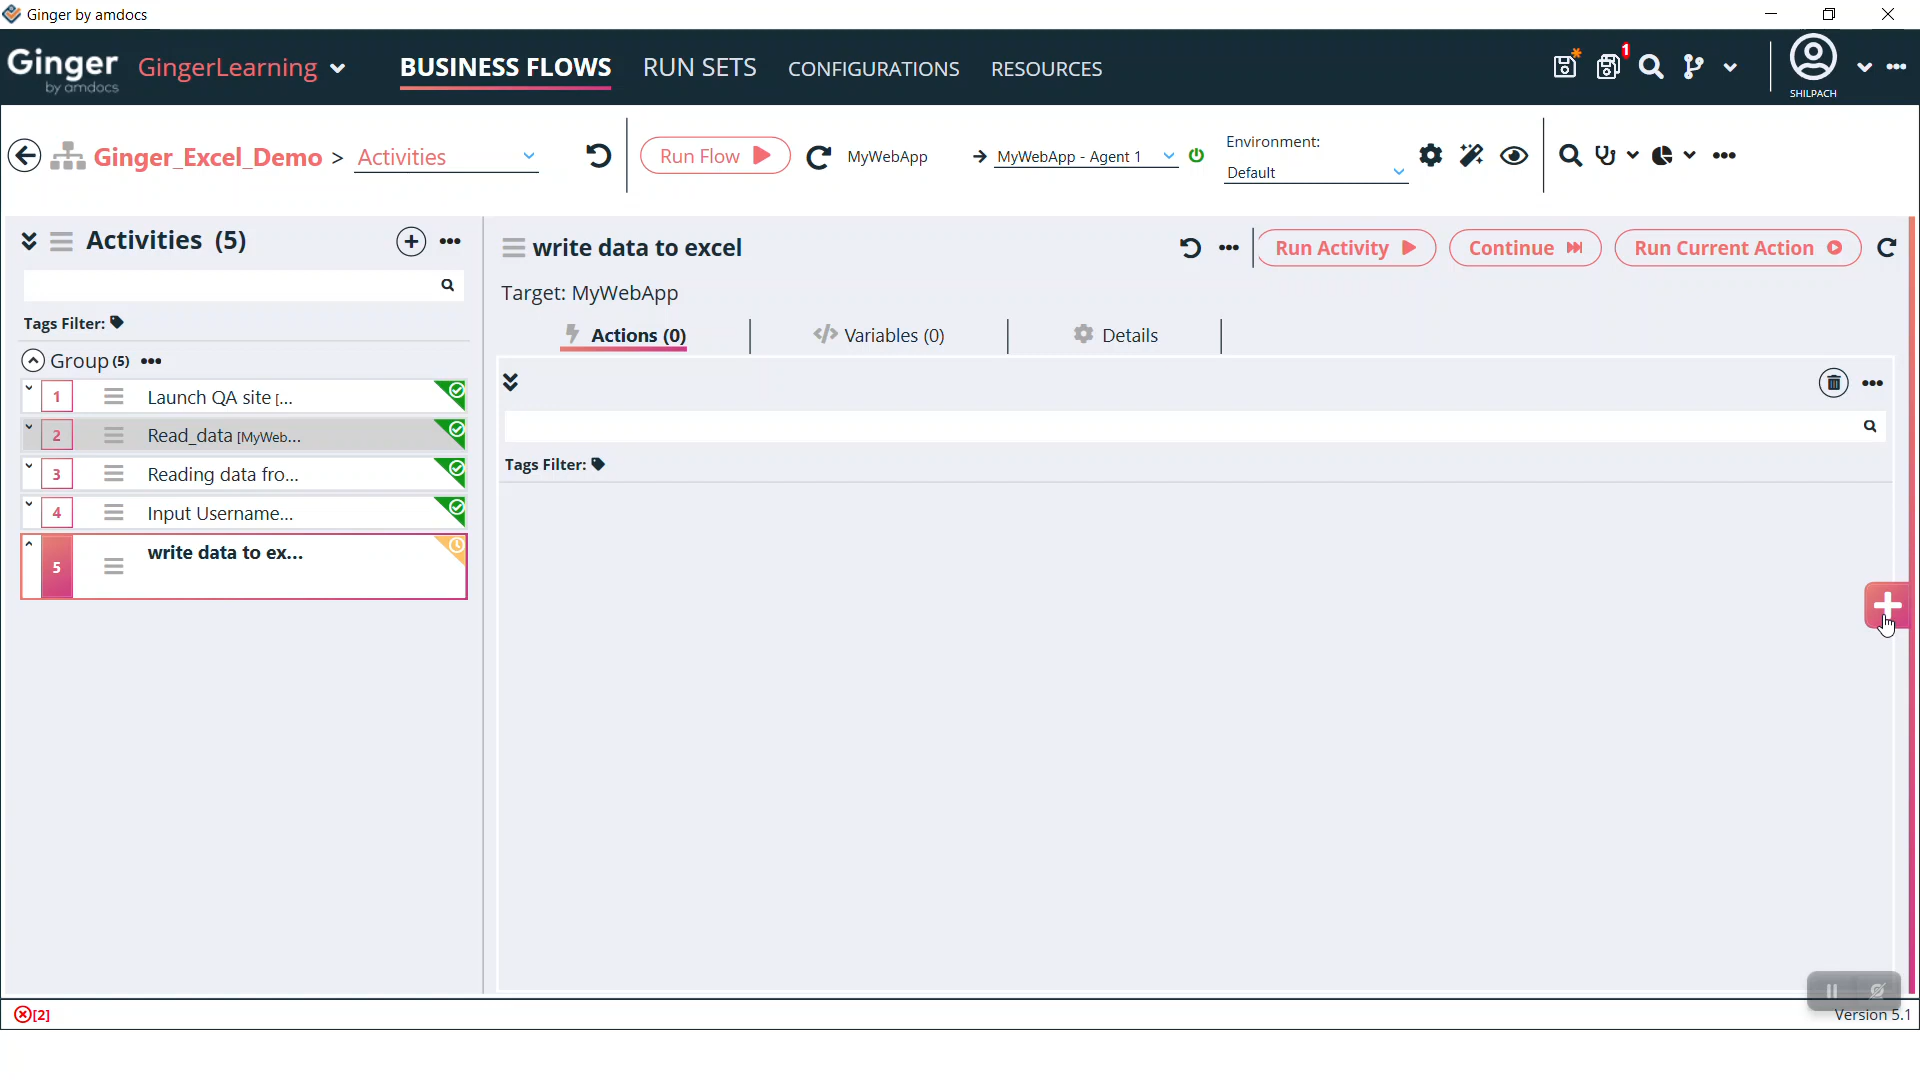 Ginger by amdocs
Ginger by amdocs GingerLearning BUSINESS FLOWS RUN SETS CONFIGURATIONS RESOURCES 1 SHILPACH
Ginger_Excel_Demo > Activities Run Flow MyWebApp MyWebApp - Agent 1 Environment: Default
Activities (5)
Tags Filter:
Group (5)
1 Launch QA site [...
2 Read_data [MyWeb...
3 Reading data fro...
4 Input Username...
5 write data to ex...
write data to excel Run Activity Continue Run Current Action
Target: MyWebApp
Actions (0) Variables (0) Details
Tags Filter:
[2]
Version 5.1